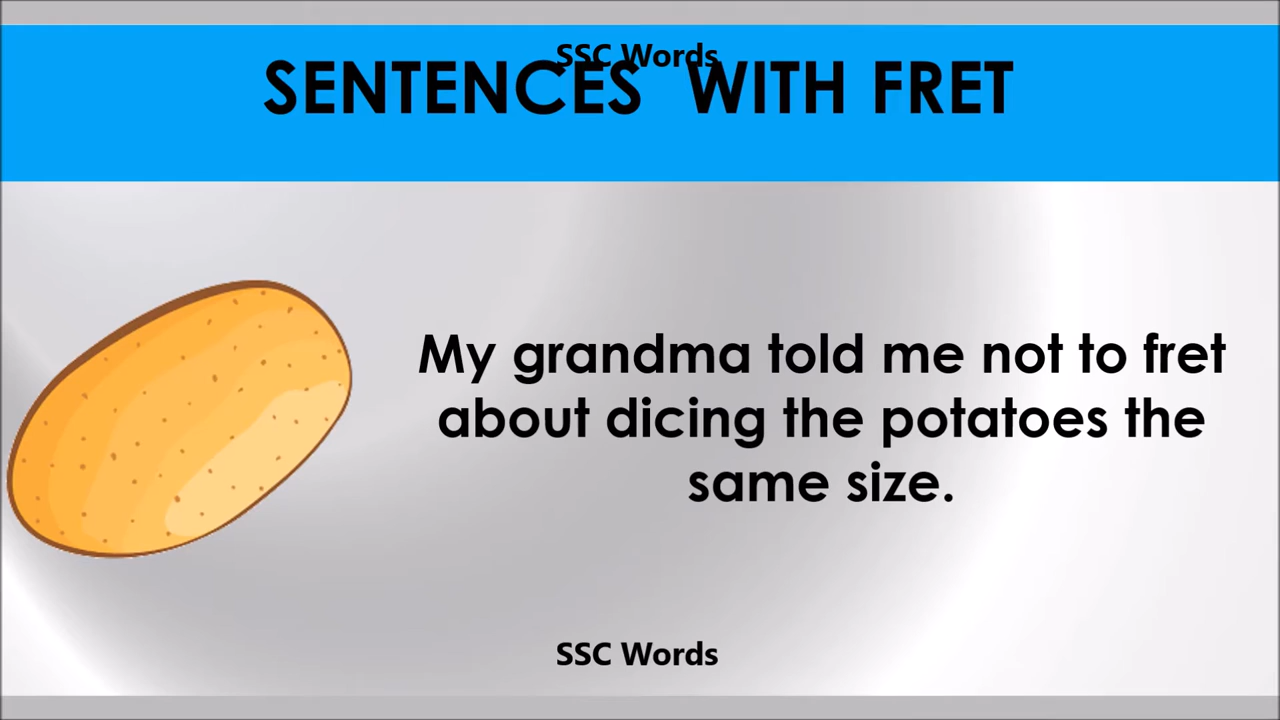 SSC Words
SENTENCES WITH FRET
My grandma told me not to fret
about dicing the potatoes the
same size.
SSC Words